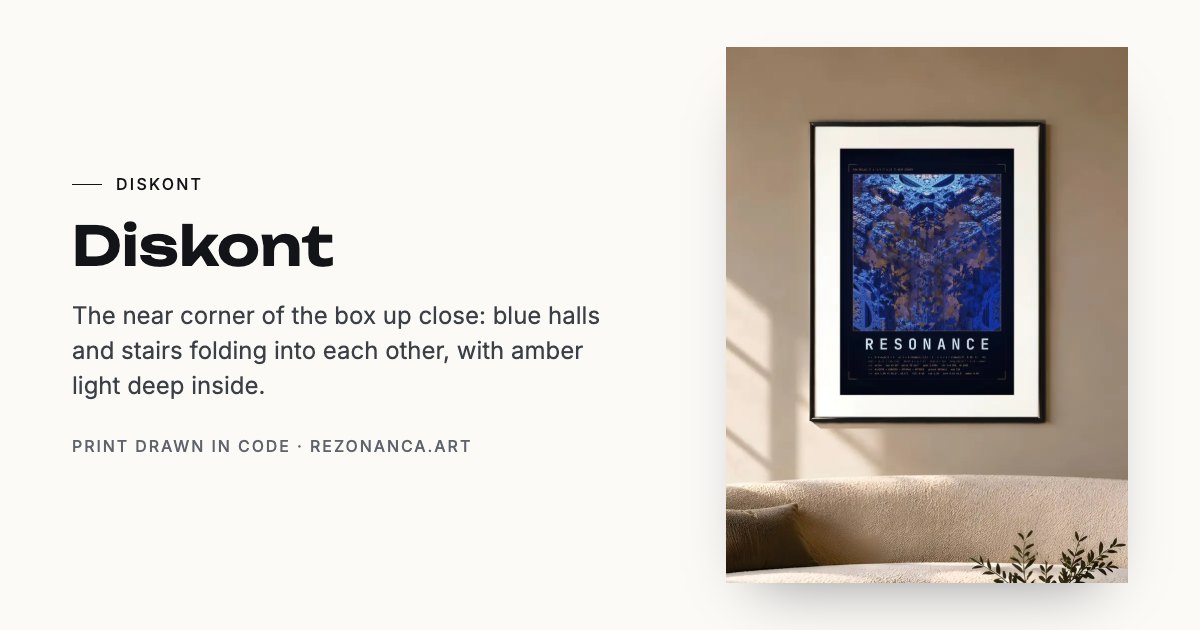 DISKONT
Diskont
The near corner of the box up close: blue halls
and stairs folding into each other, with amber
light deep inside.
PRINT DRAWN IN CODE · REZONANCA.ART
RESONANCE